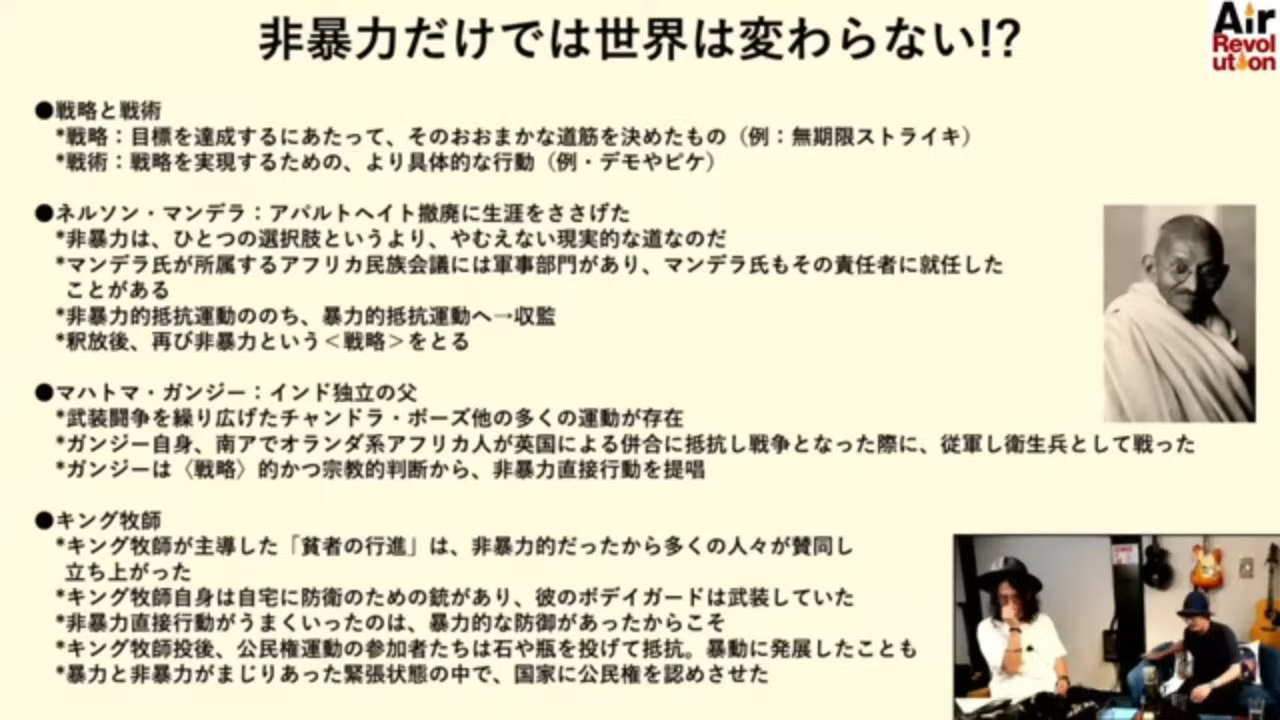 非暴力だけでは世界は変わらない!?
Air
Revol
ution
●戦略と戦術
*戦略：目標を達成するにあたって、そのおおまかな道筋を決めたもの（例：無期限ストライキ）
*戦術：戦略を実現するための、より具体的な行動（例・デモやピケ）
●ネルソン・マンデラ：アパルトヘイト撤廃に生涯をささげた
*非暴力は、ひとつの選択肢というより、やむえない現実的な道なのだ
*マンデラ氏が所属するアフリカ民族会議には軍事部門があり、マンデラ氏もその責任者に就任した
ことがある
*非暴力的抵抗運動ののち、暴力的抵抗運動へ→収監
*釈放後、再び非暴力という＜戦略＞をとる
●マハトマ・ガンジー：インド独立の父
*武装闘争を繰り広げたチャンドラ・ボーズ他の多くの運動が存在
*ガンジー自身、南アでオランダ系アフリカ人が英国による併合に抵抗し戦争となった際に、従軍し衛生兵として戦った
*ガンジーは〈戦略〉的かつ宗教的判断から、非暴力直接行動を提唱
●キング牧師
*キング牧師が主導した「貧者の行進」は、非暴力的だったから多くの人々が賛同し
立ち上がった
*キング牧師自身は自宅に防衛のための銃があり、彼のボデイガードは武装していた
*非暴力直接行動がうまくいったのは、暴力的な防御があったからこそ
*キング牧師投後、公民権運動の参加者たちは石や瓶を投げて抵抗。暴動に発展したことも
*暴力と非暴力がまじりあった緊張状態の中で、国家に公民権を認めさせた